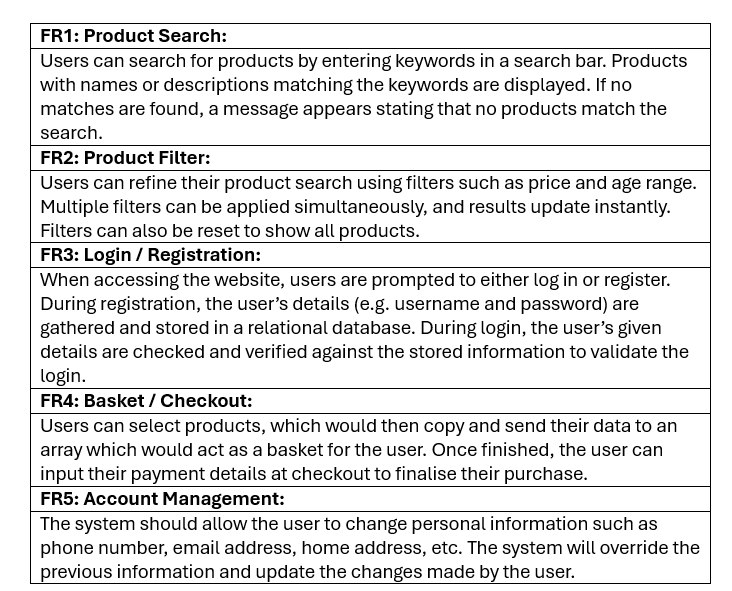 FR1: Product Search:
Users can search for products by entering keywords in a search bar. Products
with names or descriptions matching the keywords are displayed. If no
matches are found, a message appears stating that no products match the
search.
FR2: Product Filter:
Users can refine their product search using filters such as price and age range.
Multiple filters can be applied simultaneously, and results update instantly.
Filters can also be reset to show all products.
FR3: Login / Registration:
When accessing the website, users are prompted to either log in or register.
During registration, the user’s details (e.g. username and password) are
gathered and stored in a relational database. During login, the user’s given
details are checked and verified against the stored information to validate the
login.
FR4: Basket / Checkout:
Users can select products, which would then copy and send their data to an
array which would act as a basket for the user. Once finished, the user can
input their payment details at checkout to finalise their purchase.
FR5: Account Management:
The system should allow the user to change personal information such as
phone number, email address, home address, etc. The system will override the
previous information and update the changes made by the user.